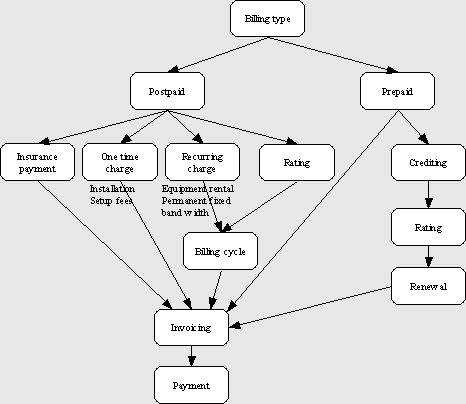 Billing type
Postpaid
Prepaid
Insurance
payment
One time
charge
Recurring
charge
Rating
Crediting
Installation
Setup fees
Equipment rental
Permanent fixed
band width
Rating
Billing cycle
Renewal
Invoicing
Payment